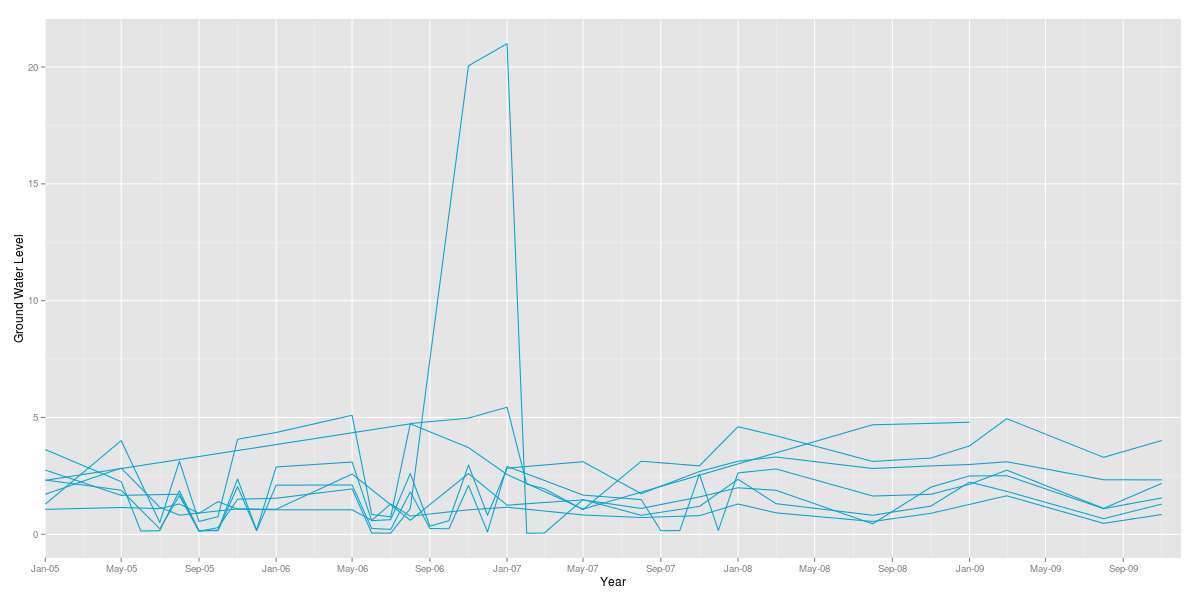 Ground Water Level
20
15
10
5
0
Jan-05 May-05 Sep-05 Jan-06 May-06 Sep-06 Jan-07 May-07 Sep-07 Jan-08 May-08 Sep-08 Jan-09 May-09 Sep-09
Year